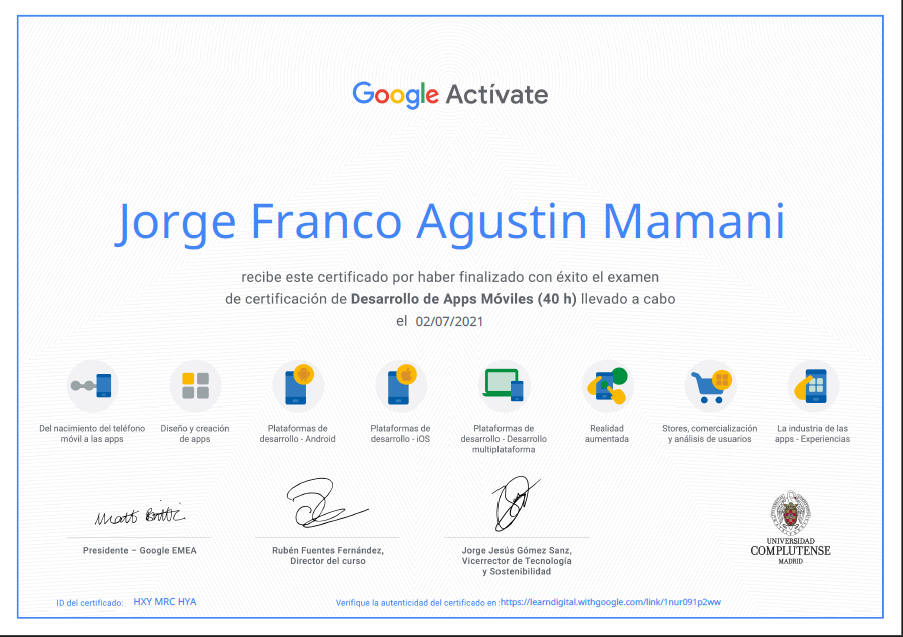 Google Actívate
Jorge Franco Agustin Mamani
recibe este certificado por haber finalizado con éxito el examen
de certificación de Desarrollo de Apps Móviles (40 h) llevado a cabo
el 02/07/2021
Del nacimiento del teléfono
móvil a las apps
Diseño y creación
de apps
Plataformas de
desarrollo - Android
Plataformas de
desarrollo - iOS
Plataformas de
desarrollo - Desarrollo
multiplataforma
Realidad
aumentada
Stores, comercialización
y análisis de usuarios
La industria de las
apps - Experiencias
Presidente – Google EMEA
Rubén Fuentes Fernández,
Director del curso
Jorge Jesús Gómez Sanz,
Vicerrector de Tecnología
y Sostenibilidad
UNIVERSIDAD
COMPLUTENSE
MADRID
ID del certificado: HXY MRC HYA
Verifique la autenticidad del certificado en :https://learndigital.withgoogle.com/link/1nur091p2ww